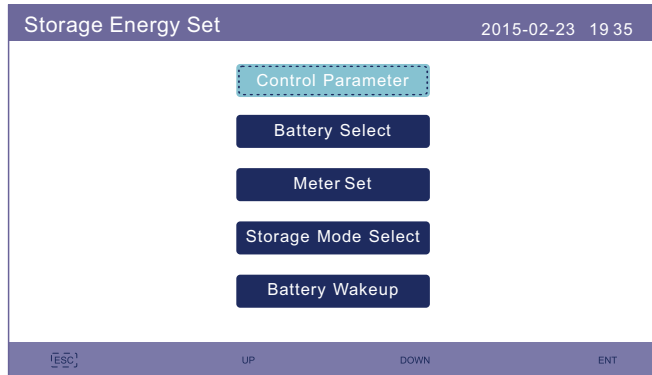 Storage Energy Set 2015-02-23 19 35
Control Parameter
Battery Select
Meter Set
Storage Mode Select
Battery Wakeup
ESC UP DOWN ENT